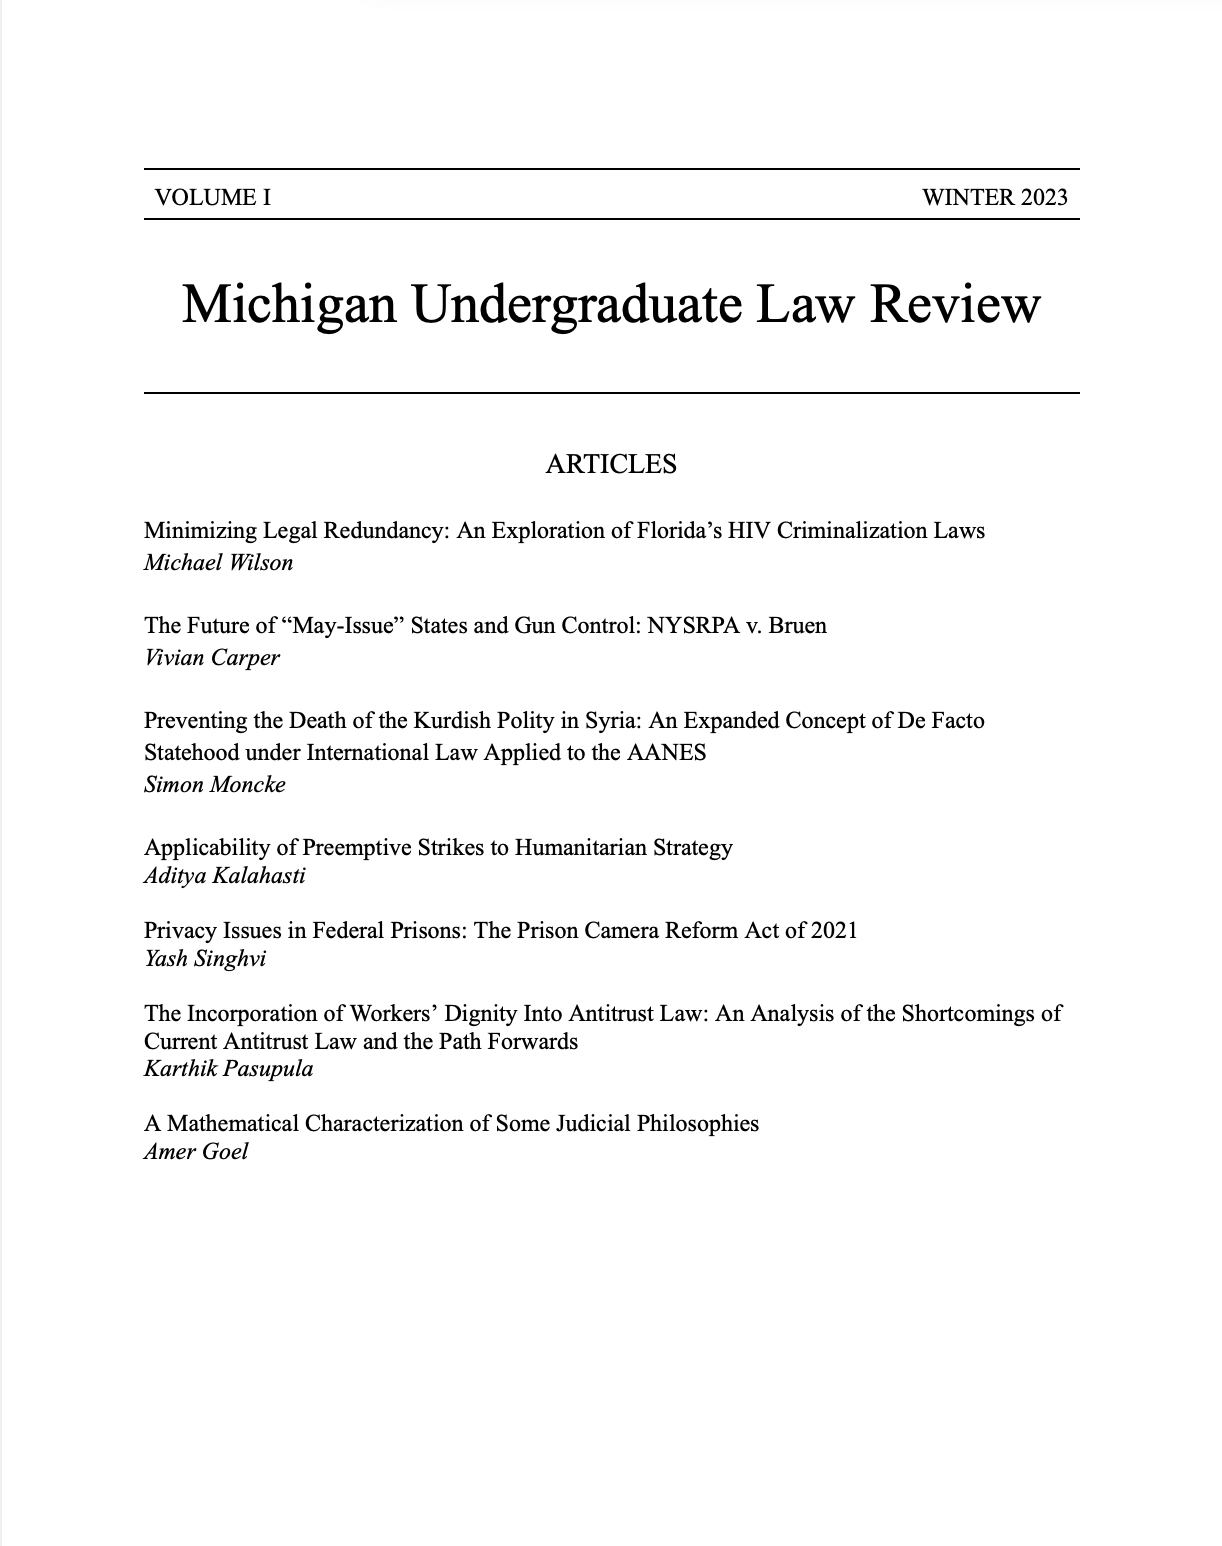 VOLUME I WINTER 2023
Michigan Undergraduate Law Review
ARTICLES
Minimizing Legal Redundancy: An Exploration of Florida’s HIV Criminalization Laws
Michael Wilson
The Future of “May-Issue” States and Gun Control: NYSRPA v. Bruen
Vivian Carper
Preventing the Death of the Kurdish Polity in Syria: An Expanded Concept of De Facto
Statehood under International Law Applied to the AANES
Simon Moncke
Applicability of Preemptive Strikes to Humanitarian Strategy
Aditya Kalahasti
Privacy Issues in Federal Prisons: The Prison Camera Reform Act of 2021
Yash Singhvi
The Incorporation of Workers’ Dignity Into Antitrust Law: An Analysis of the Shortcomings of
Current Antitrust Law and the Path Forwards
Karthik Pasupula
A Mathematical Characterization of Some Judicial Philosophies
Amer Goel